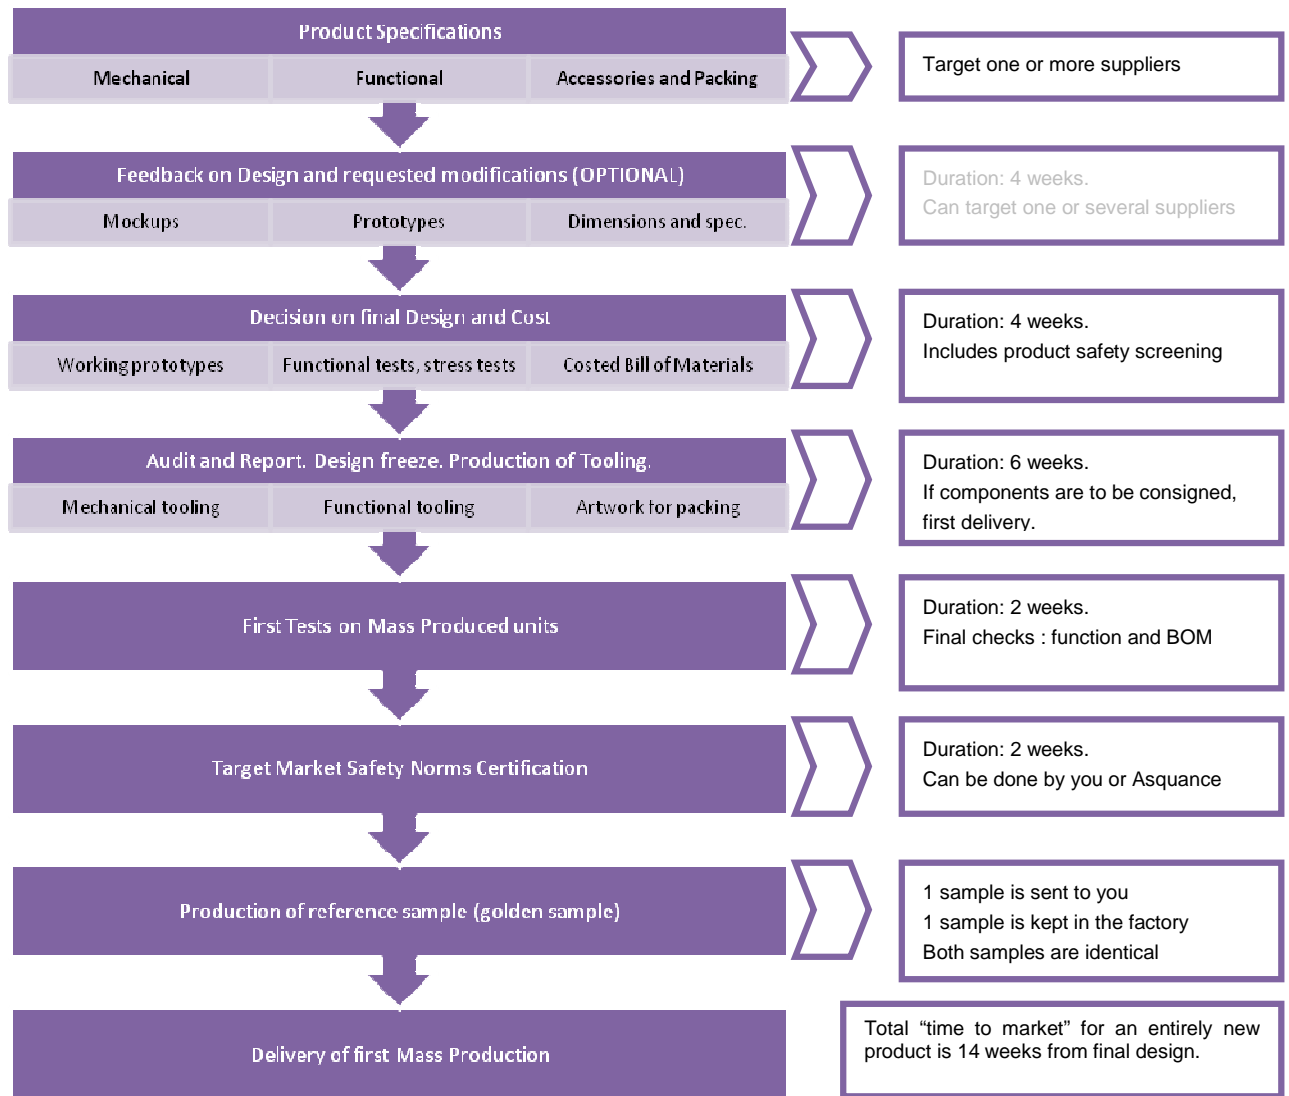 Product Specifications
Mechanical
Functional
Accessories and Packing
Target one or more suppliers
Feedback on Design and requested modifications (OPTIONAL)
Mockups
Prototypes
Dimensions and spec.
Duration: 4 weeks.
Can target one or several suppliers
Decision on final Design and Cost
Working prototypes
Functional tests, stress tests
Costed Bill of Materials
Duration: 4 weeks.
Includes product safety screening
Audit and Report. Design freeze. Production of Tooling.
Mechanical tooling
Functional tooling
Artwork for packing
Duration: 6 weeks.
If components are to be consigned,
first delivery.
First Tests on Mass Produced units
Duration: 2 weeks.
Final checks : function and BOM
Target Market Safety Norms Certification
Duration: 2 weeks.
Can be done by you or Asquance
Production of reference sample (golden sample)
1 sample is sent to you
1 sample is kept in the factory
Both samples are identical
Delivery of first Mass Production
Total “time to market” for an entirely new
product is 14 weeks from final design.